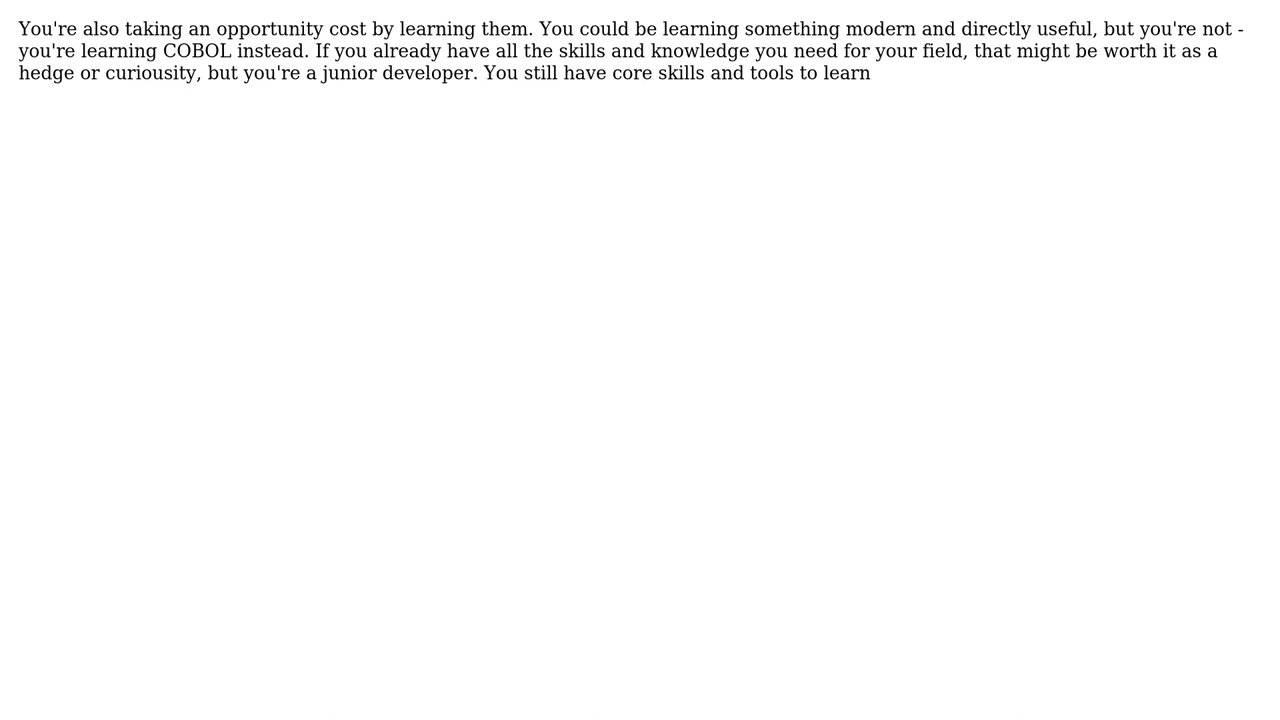 You're also taking an opportunity cost by learning them. You could be learning something modern and directly useful, but you're not -
you're learning COBOL instead. If you already have all the skills and knowledge you need for your field, that might be worth it as a
hedge or curiousity, but you're a junior developer. You still have core skills and tools to learn